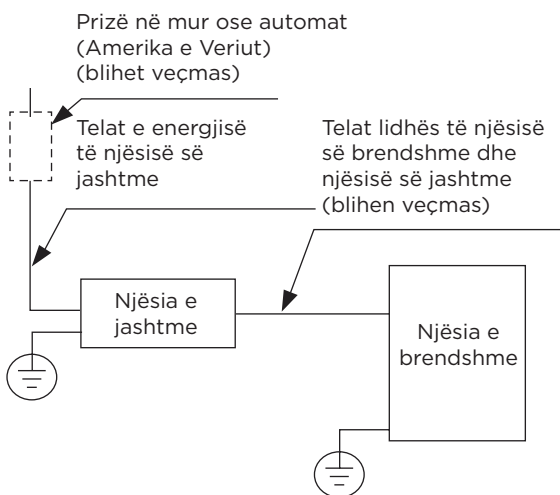 Prizë në mur ose automat
(Amerika e Veriut)
(blihet veçmas)
Telat e energjisë
të njësisë së
jashtme
Telat lidhës të njësisë
së brendshme dhe
njësisë së jashtme
(blihen veçmas)
Njësia e
jashtme
Njësia e
brendshme